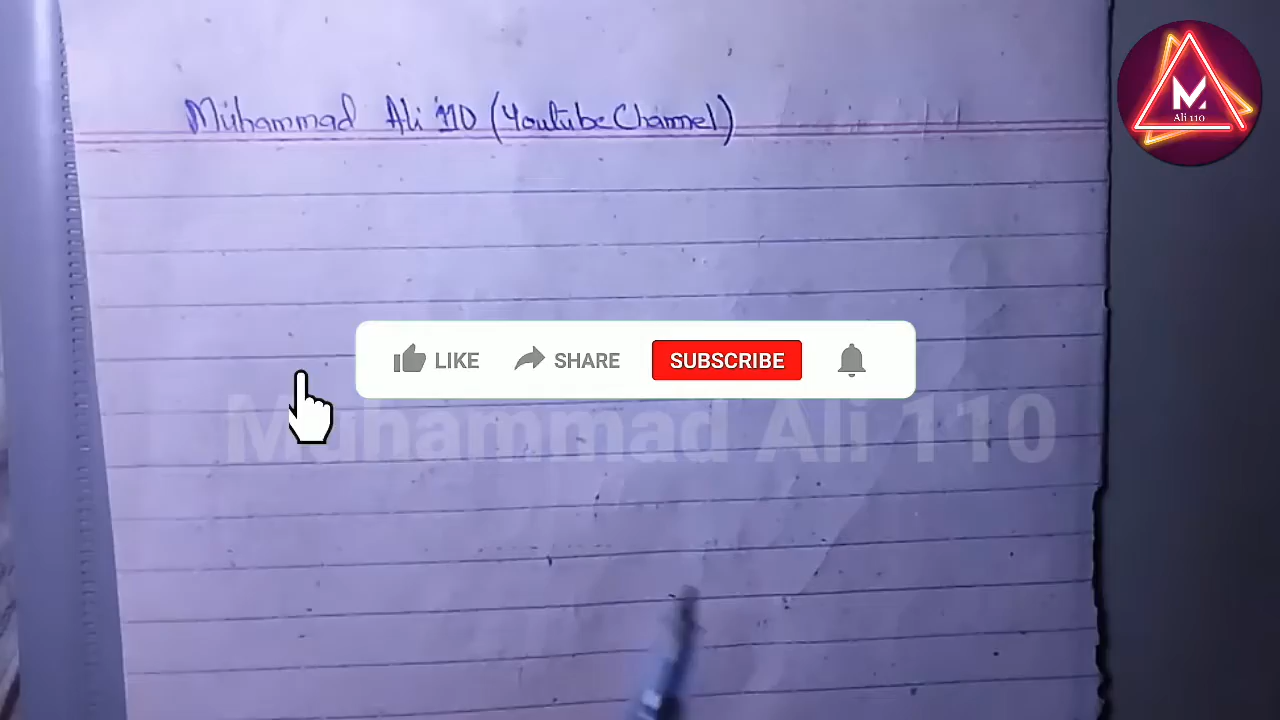 Muhammad Ali 110 (Youtube Channel)
M
Ali 110
LIKE SHARE SUBSCRIBE
Muhammad Ali 110